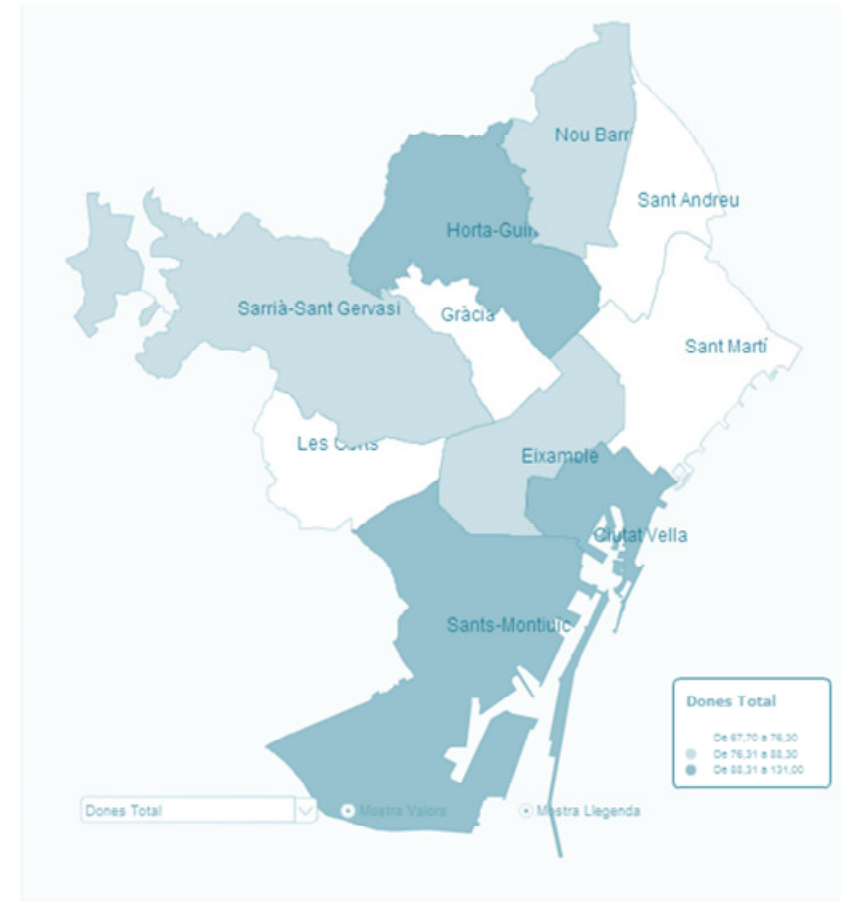 Nou Barr
Sant Andreu
Horta-Guin
Sarrià-Sant Gervasi
Gràcia
Sant Martí
Les Corts
Eixample
Ciutat Vella
Sants-Montjuïc
Dones Total
De 67,70 a 76,30
De 76,31 a 88,30
De 88,31 a 131,00
Dones Total
Mostra Valors
Mostra Llegenda